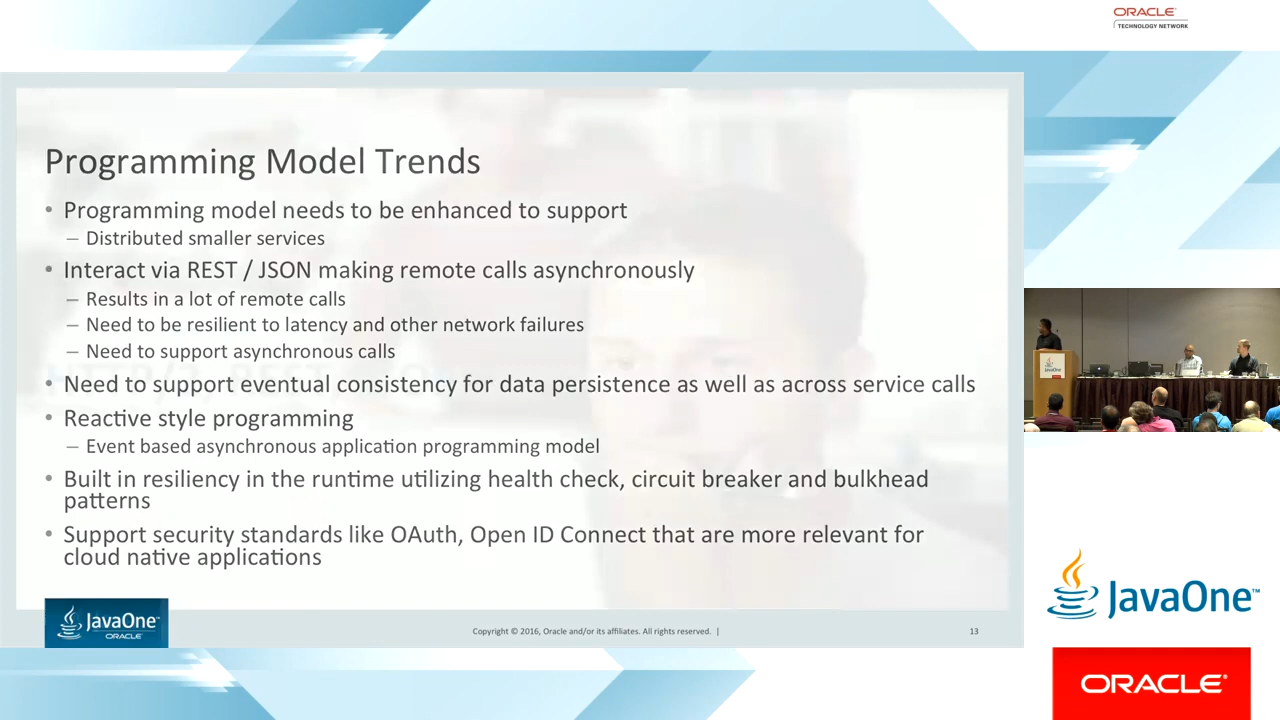 ORACLE
TECHNOLOGY NETWORK
Programming Model Trends
• Programming model needs to be enhanced to support
– Distributed smaller services
• Interact via REST / JSON making remote calls asynchronously
– Results in a lot of remote calls
– Need to be resilient to latency and other network failures
– Need to support asynchronous calls
• Need to support eventual consistency for data persistence as well as across service calls
• Reactive style programming
– Event based asynchronous application programming model
• Built in resiliency in the runtime utilizing health check, circuit breaker and bulkhead
patterns
• Support security standards like OAuth, Open ID Connect that are more relevant for
cloud native applications
JavaOne™
ORACLE
Copyright © 2016, Oracle and/or its affiliates. All rights reserved. |
13
JavaOne™
ORACLE®